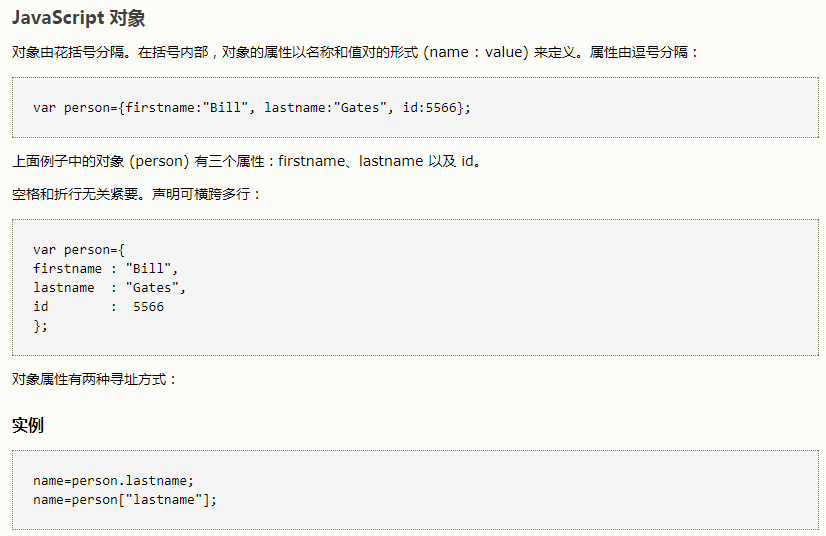 JavaScript 对象
对象由花括号分隔。在括号内部，对象的属性以名称和值对的形式 (name : value) 来定义。属性由逗号分隔：
var person={firstname:"Bill", lastname:"Gates", id:5566};
上面例子中的对象 (person) 有三个属性：firstname、lastname 以及 id。
空格和折行无关紧要。声明可横跨多行：
var person={
firstname : "Bill",
lastname  : "Gates",
id        :  5566
};
对象属性有两种寻址方式：
实例
name=person.lastname;
name=person["lastname"];